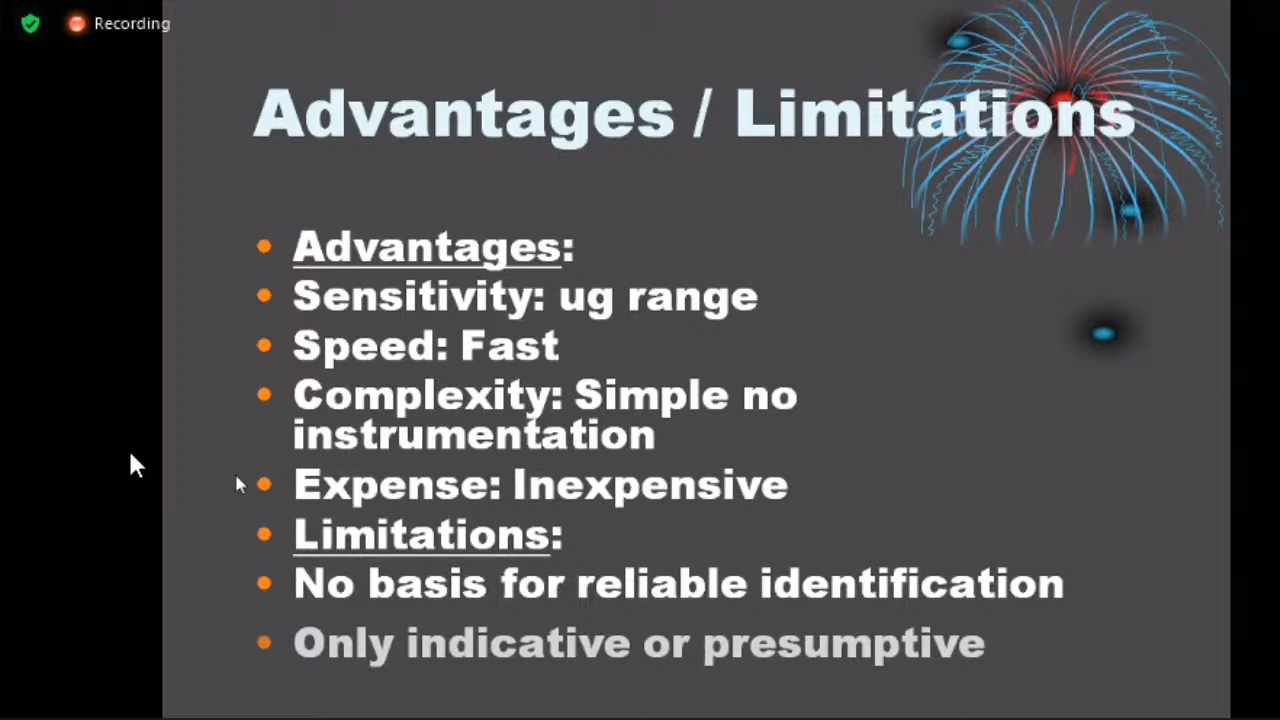 Recording
Advantages / Limitations
Advantages:
Sensitivity: ug range
Speed: Fast
Complexity: Simple no
instrumentation
Expense: Inexpensive
Limitations:
No basis for reliable identification
Only indicative or presumptive